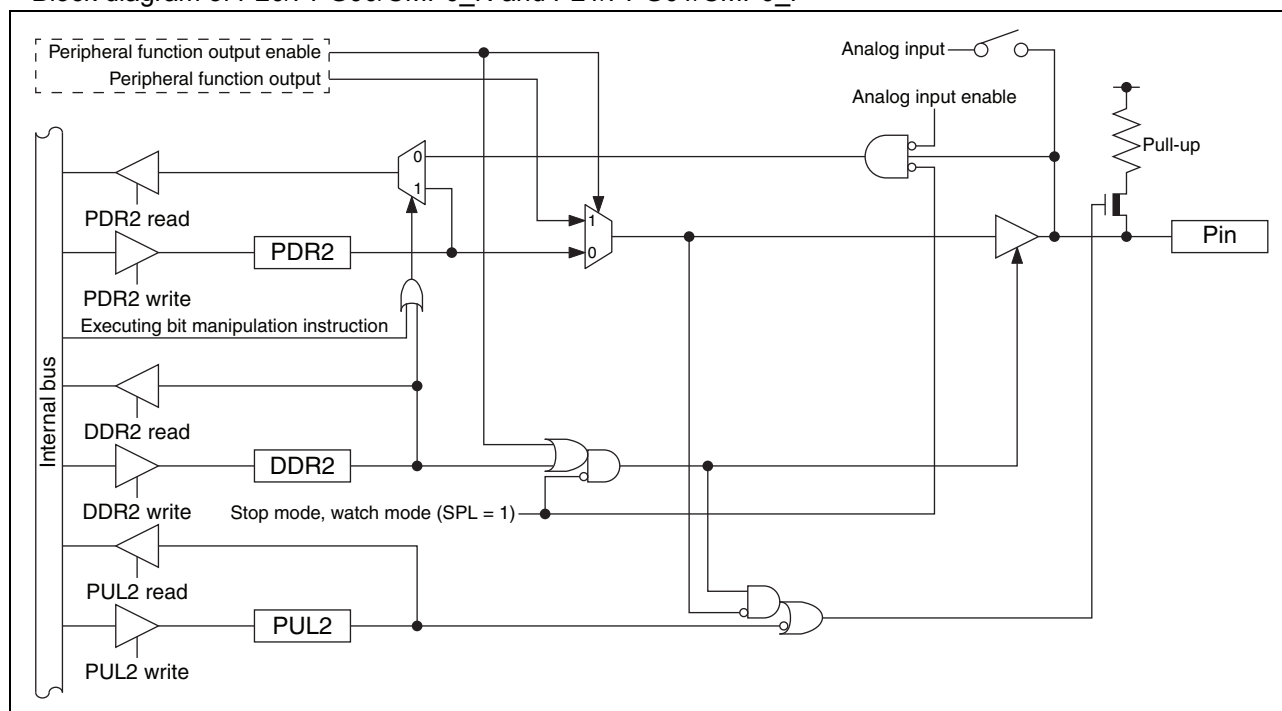 Peripheral function output enable
Peripheral function output
Analog input
Analog input enable
Pull-up
0
1
PDR2 read
1
0
PDR2
Pin
PDR2 write
Executing bit manipulation instruction
Internal bus
DDR2 read
DDR2
DDR2 write
Stop mode, watch mode (SPL = 1)
PUL2 read
PUL2
PUL2 write